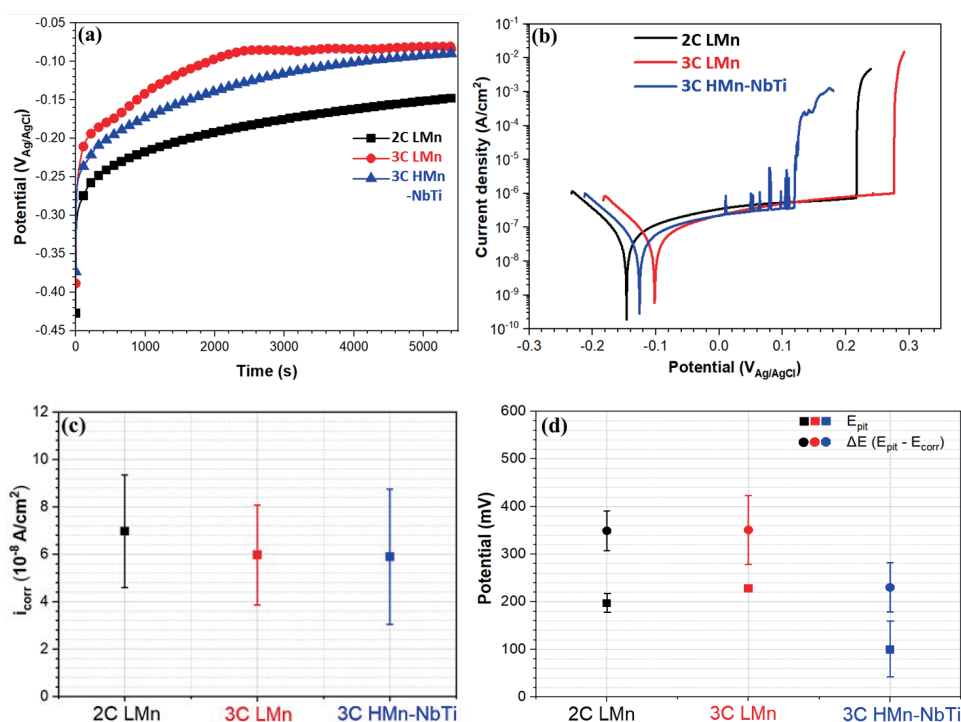 (a)
Potential (V_Ag/AgCl)
-0.05
-0.10
-0.15
-0.20
-0.25
-0.30
-0.35
-0.40
-0.45
2C LMn
3C LMn
3C HMn
-NbTi
0
1000
2000
3000
4000
5000
Time (s)
(b)
Current density (A/cm²)
10⁻¹
10⁻²
10⁻³
10⁻⁴
10⁻⁵
10⁻⁶
10⁻⁷
10⁻⁸
10⁻⁹
10⁻¹⁰
2C LMn
3C LMn
3C HMn-NbTi
-0.3
-0.2
-0.1
0.0
0.1
0.2
0.3
Potential (V_Ag/AgCl)
(c)
i_corr (10⁻⁸ A/cm²)
12
10
8
6
4
2
0
2C LMn
3C LMn
3C HMn-NbTi
(d)
Potential (mV)
600
500
400
300
200
100
0
E_pit
ΔE (E_pit - E_corr)
2C LMn
3C LMn
3C HMn-NbTi